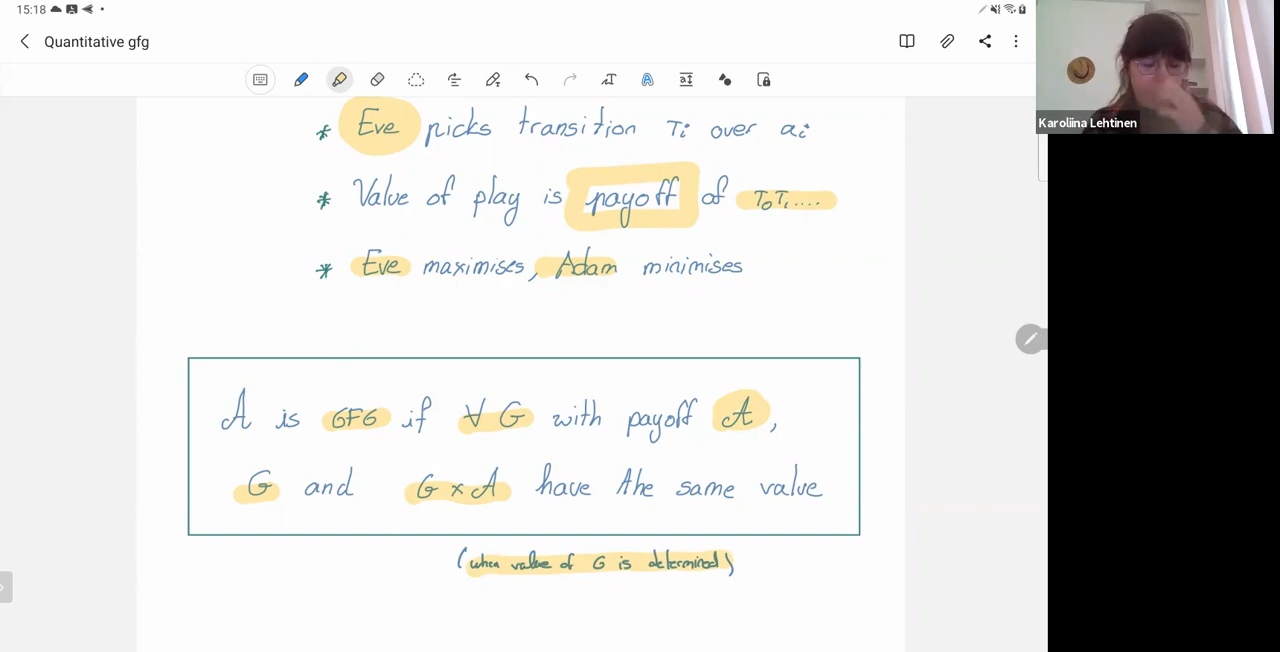 15:18
Quantitative gfg
Karoliina Lehtinen
* Eve picks transition τi over ai
* Value of play is payoff of τ0τ1....
* Eve maximises, Adam minimises
A is GFG if ∀ G with payoff A,
G and G × A have the same value
(when value of G is determined)